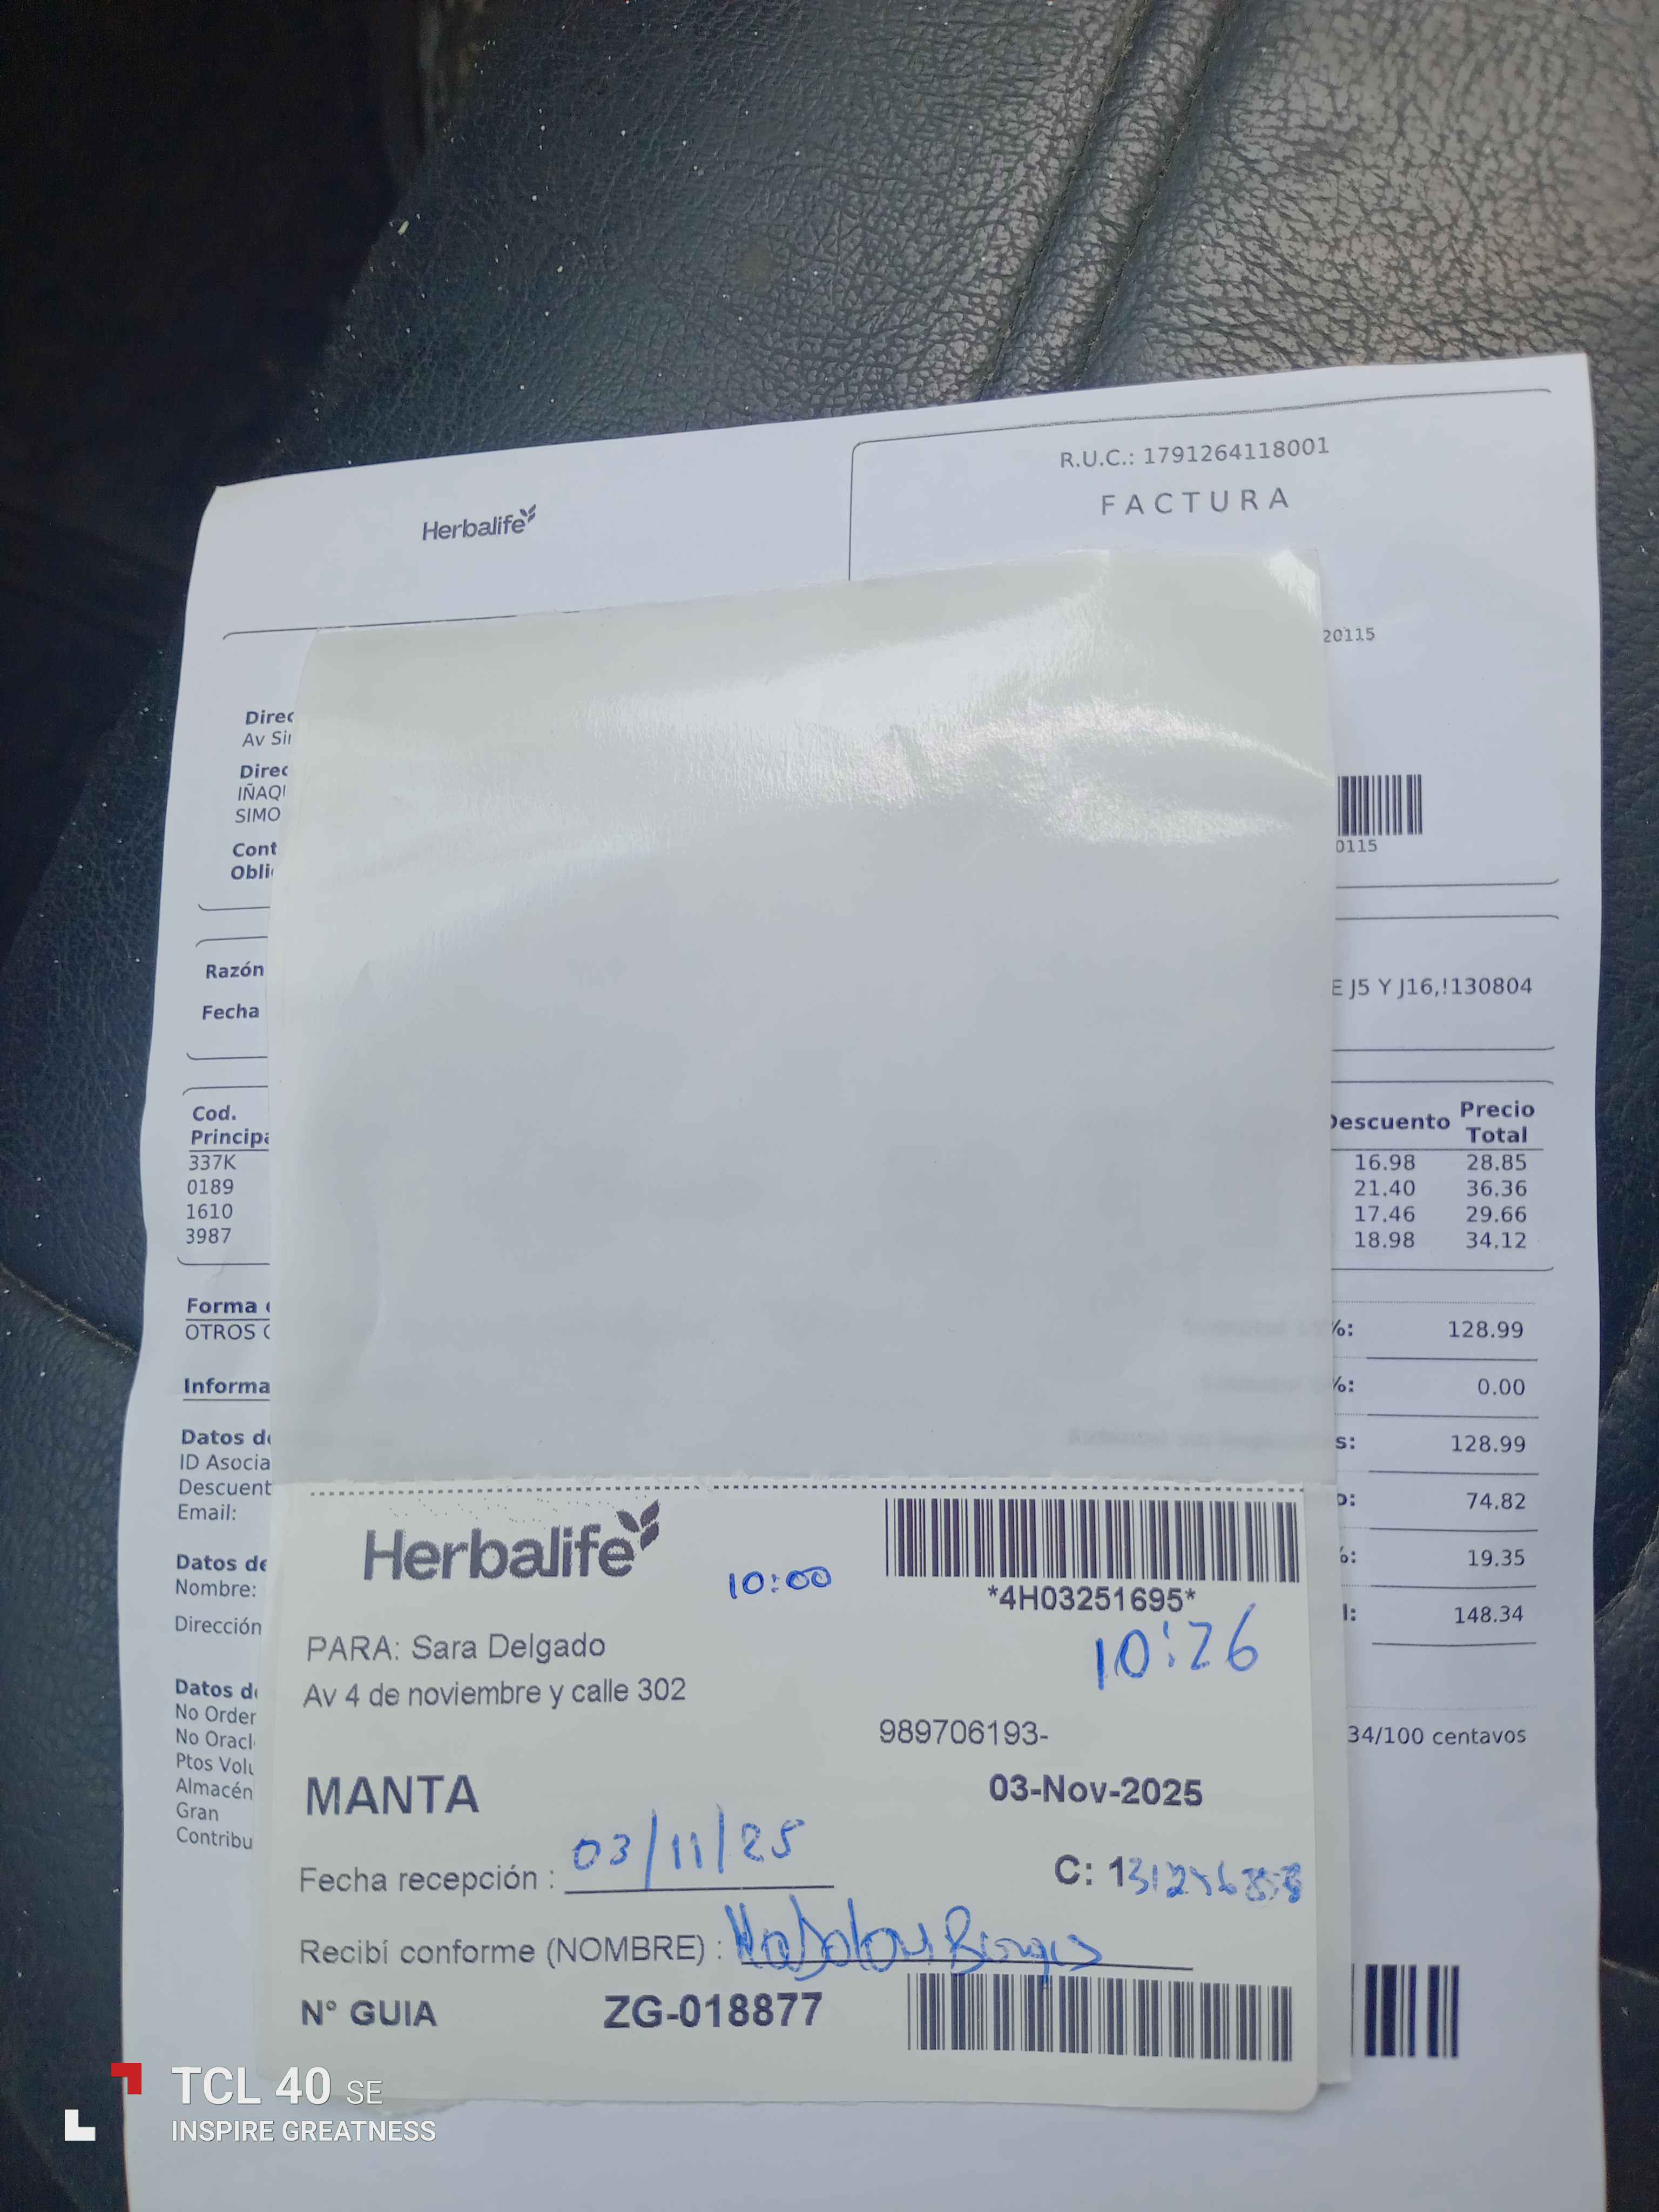 R.U.C.: 1791264118001
FACTURA
Herbalife
20115
Direc
Av Sir
Direc
IÑAQI
SIMO
Cont
Obli
0115
Razón
E J5 Y J16,!130804
Fecha
Cod.
Principa
Descuento Precio Total
337K 16.98 28.85
0189 21.40 36.36
1610 17.46 29.66
3987 18.98 34.12
Forma
OTROS
%: 128.99
Informa
%: 0.00
Datos de
s: 128.99
ID Asocia
Descuent
o: 74.82
Email:
Datos de
%: 19.35
Nombre:
l: 148.34
Dirección
Datos d
No Orden
No Oracl
34/100 centavos
Ptos Volu
Almacén
Gran
Contribu
Herbalife
10:00
*4H03251695*
10:26
PARA: Sara Delgado
Av 4 de noviembre y calle 302
989706193-
MANTA
03-Nov-2025
Fecha recepción : 03/11/25
C: 1
Recibí conforme (NOMBRE) :
N° GUIA ZG-018877
TCL 40 SE
INSPIRE GREATNESS